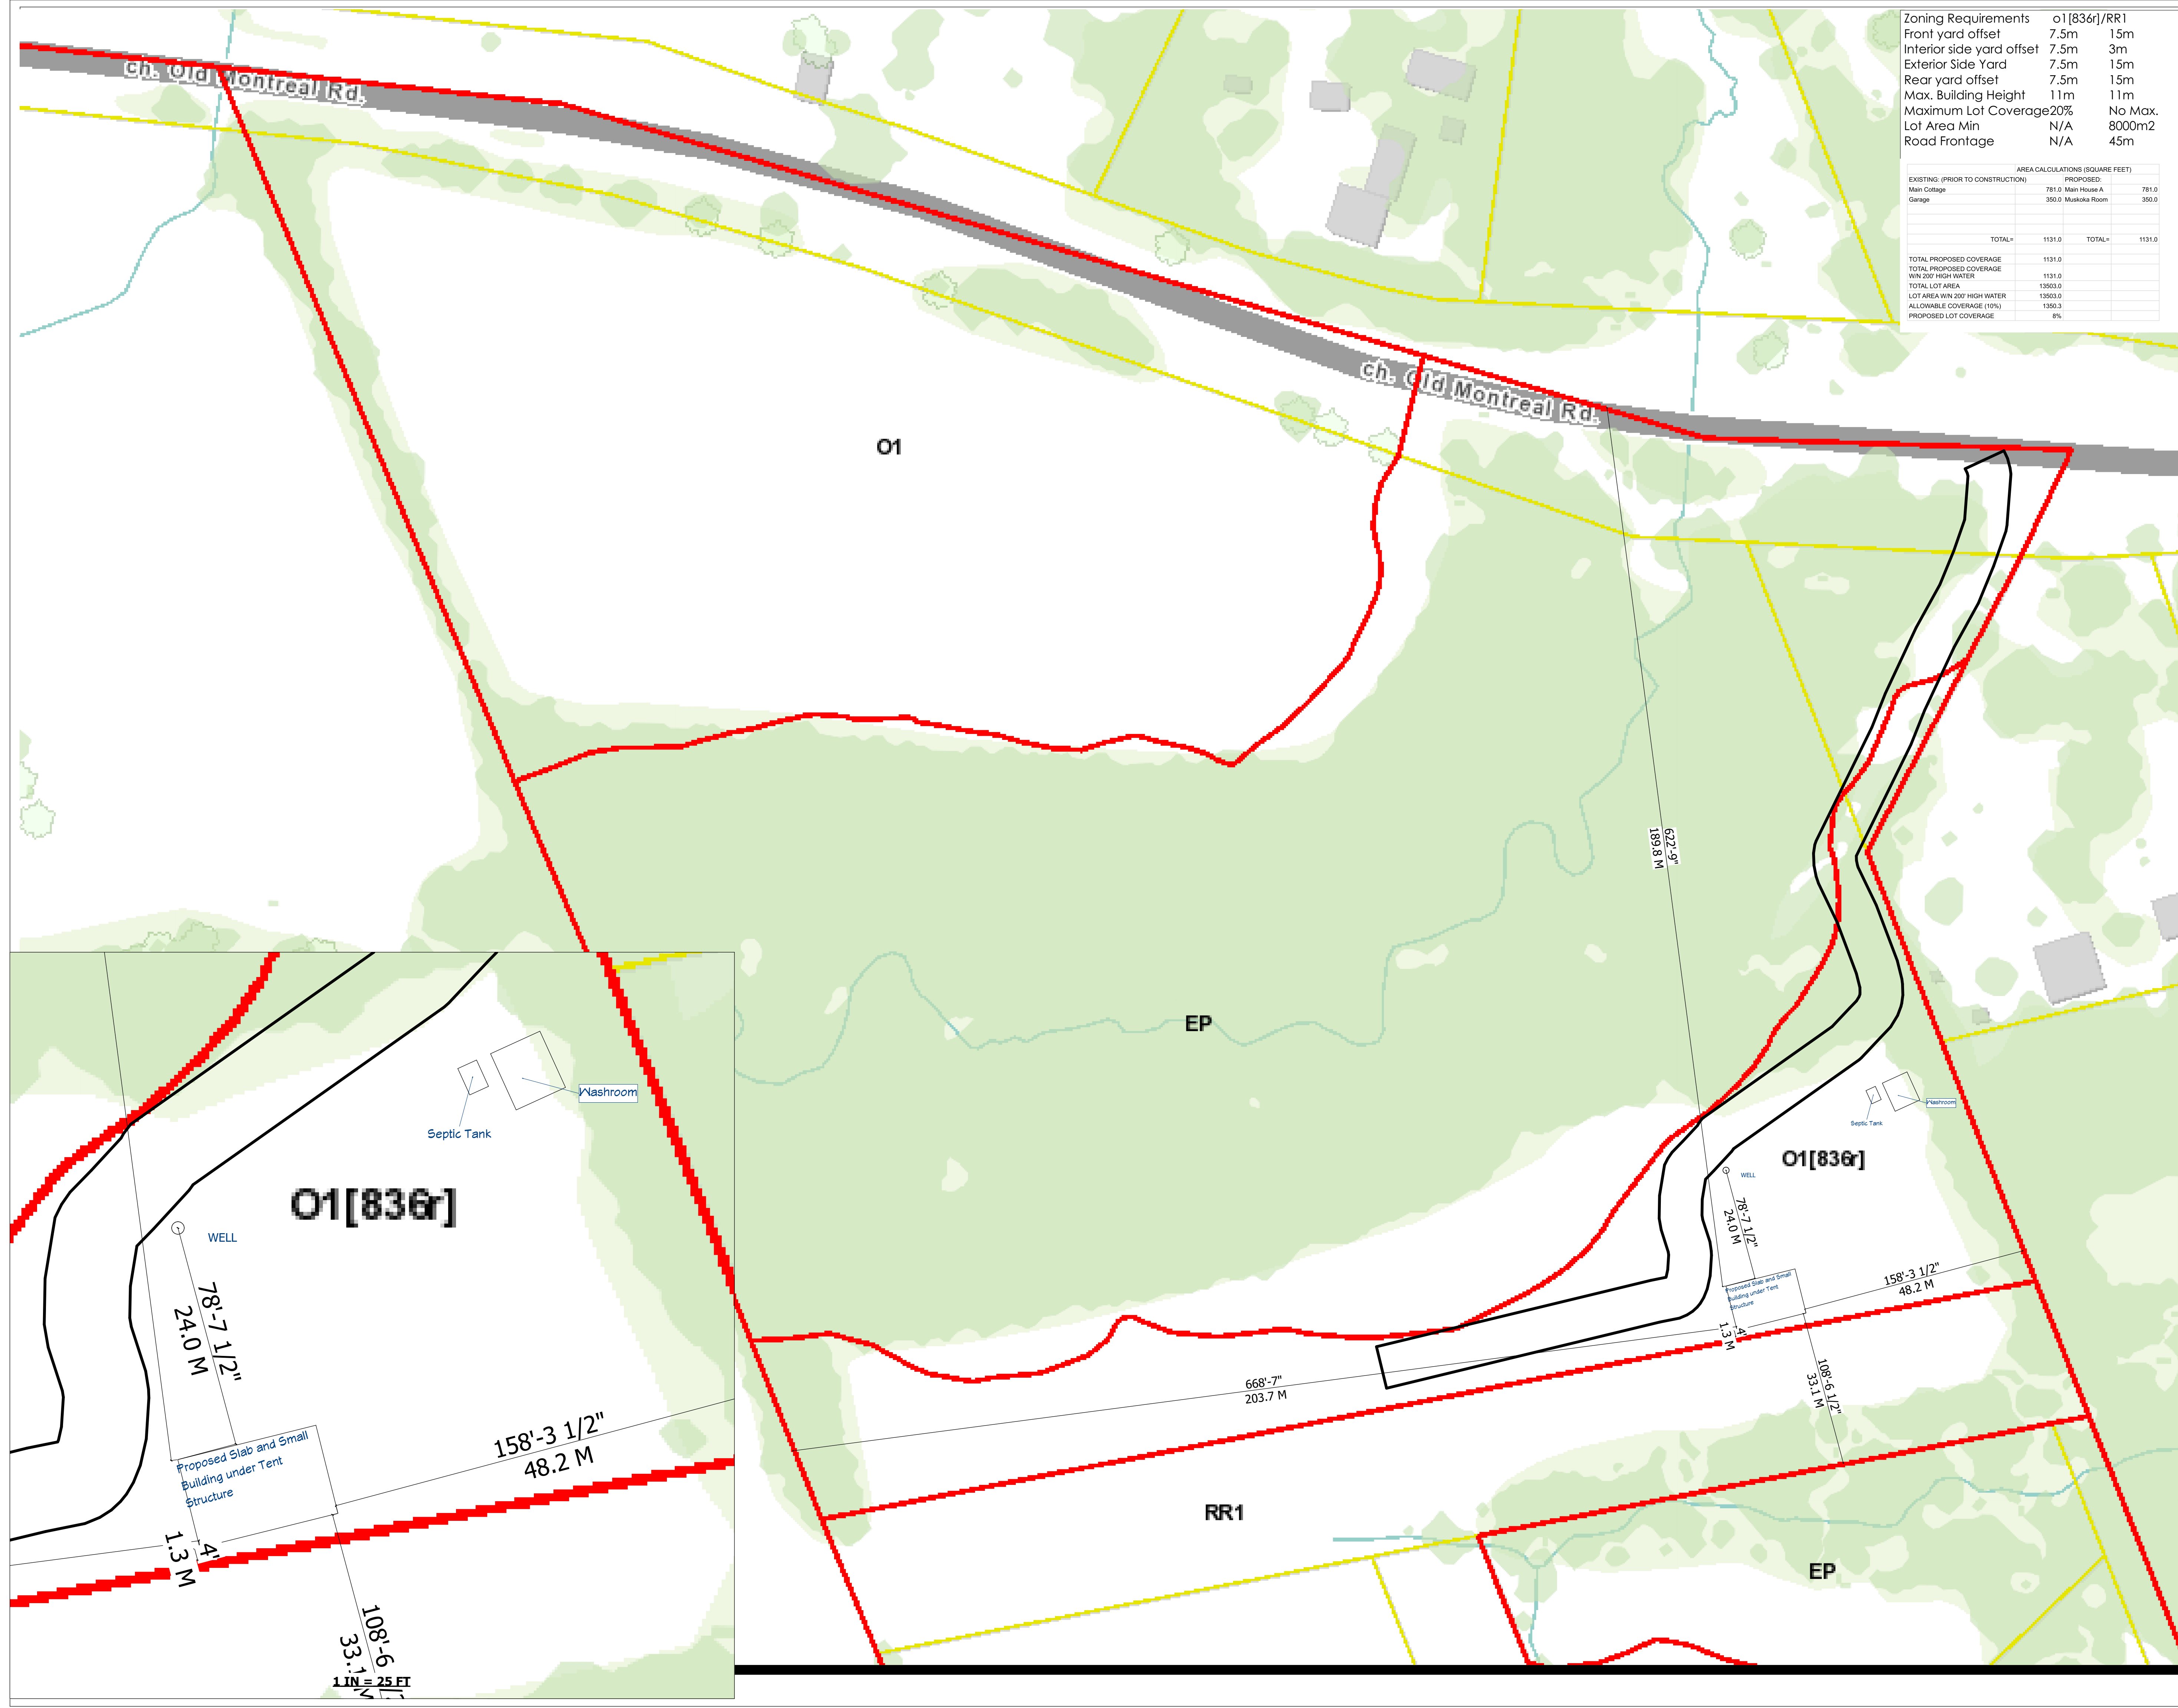 Zoning Requirements o1[836r]/RR1
Front yard offset 7.5m 15m
Interior side yard offset 7.5m 3m
Exterior Side Yard 7.5m 15m
Rear yard offset 7.5m 15m
Max. Building Height 11m 11m
Maximum Lot Coverage20% No Max.
Lot Area Min N/A 8000m2
Road Frontage N/A 45m
AREA CALCULATIONS (SQUARE FEET)
EXISTING: (PRIOR TO CONSTRUCTION) PROPOSED:
Main Cottage 781.0 Main House A 781.0
Garage 350.0 Muskoka Room 350.0
TOTAL= 1131.0 TOTAL= 1131.0
TOTAL PROPOSED COVERAGE 1131.0
TOTAL PROPOSED COVERAGE
W/N 200' HIGH WATER 1131.0
TOTAL LOT AREA 13503.0
LOT AREA W/N 200' HIGH WATER 13503.0
ALLOWABLE COVERAGE (10%) 1350.3
PROPOSED LOT COVERAGE 8%
ch. Old Montreal Rd.
ch. Old Montreal Rd.
O1
622'-9"
189.8 M
EP
Septic Tank
Washroom
O1[836r]
WELL
78'-7 1/2"
24.0 M
Proposed Slab and Small
Building under Tent
Structure
158'-3 1/2"
48.2 M
4'
1.3 M
108'-6 1/2"
33.1 M
668'-7"
203.7 M
RR1
EP
Washroom
Septic Tank
O1[836r]
WELL
78'-7 1/2"
24.0 M
158'-3 1/2"
48.2 M
Proposed Slab and Small
Building under Tent
Structure
4'
1.3 M
108'-6
33.1
1 IN = 25 FT